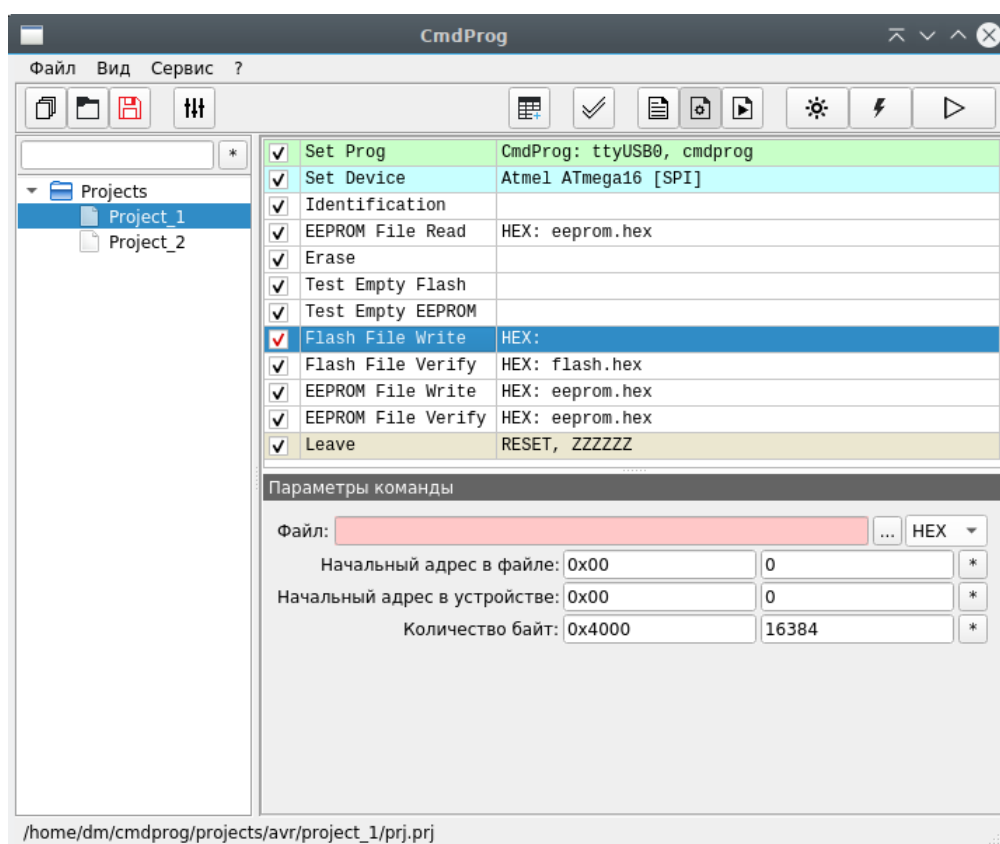 CmdProg
Файл Вид Сервис ?
*
Projects
Project_1
Project_2
Set Prog CmdProg: ttyUSB0, cmdprog
Set Device Atmel ATmega16 [SPI]
Identification
EEPROM File Read HEX: eeprom.hex
Erase
Test Empty Flash
Test Empty EEPROM
Flash File Write HEX:
Flash File Verify HEX: flash.hex
EEPROM File Write HEX: eeprom.hex
EEPROM File Verify HEX: eeprom.hex
Leave RESET, ZZZZZZ
Параметры команды
Файл: ... HEX
Начальный адрес в файле: 0x00 0 *
Начальный адрес в устройстве: 0x00 0 *
Количество байт: 0x4000 16384 *
/home/dm/cmdprog/projects/avr/project_1/prj.prj